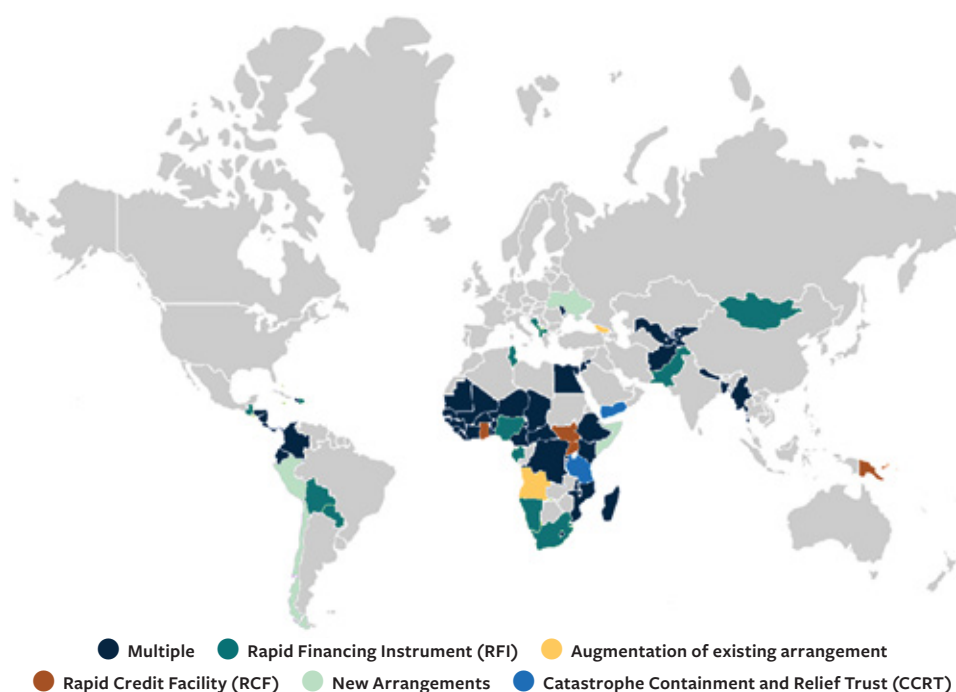 Multiple Rapid Financing Instrument (RFI) Augmentation of existing arrangement
Rapid Credit Facility (RCF) New Arrangements Catastrophe Containment and Relief Trust (CCRT)